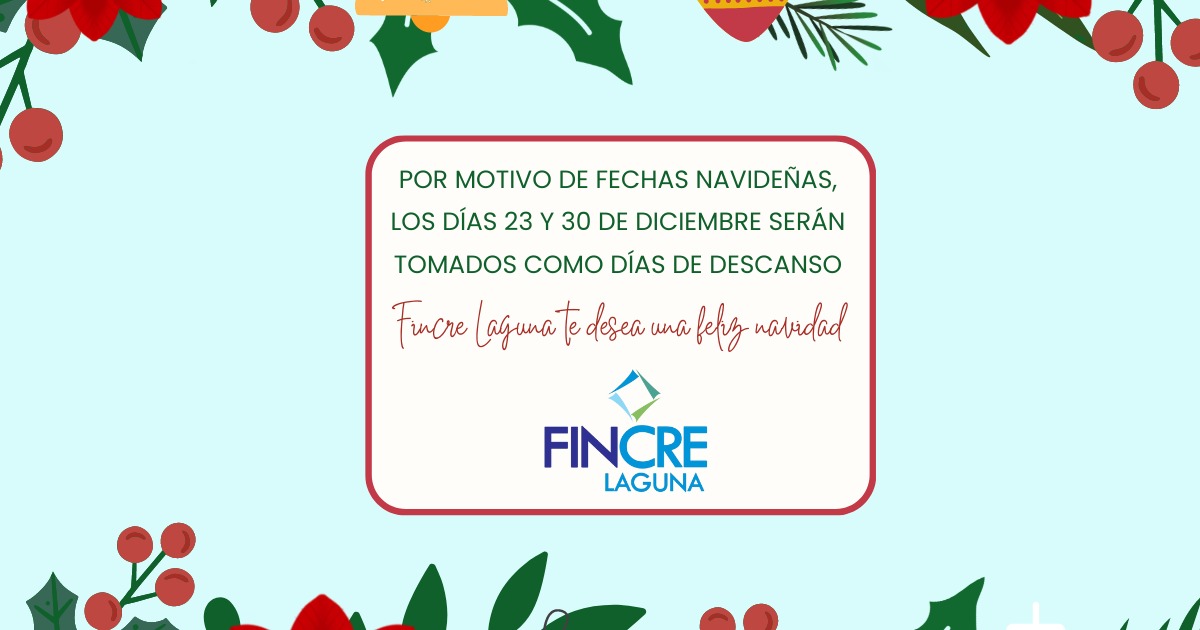 POR MOTIVO DE FECHAS NAVIDEÑAS,
LOS DÍAS 23 Y 30 DE DICIEMBRE SERÁN
TOMADOS COMO DÍAS DE DESCANSO
Fincre Laguna te desea una feliz navidad
FINCRE
LAGUNA